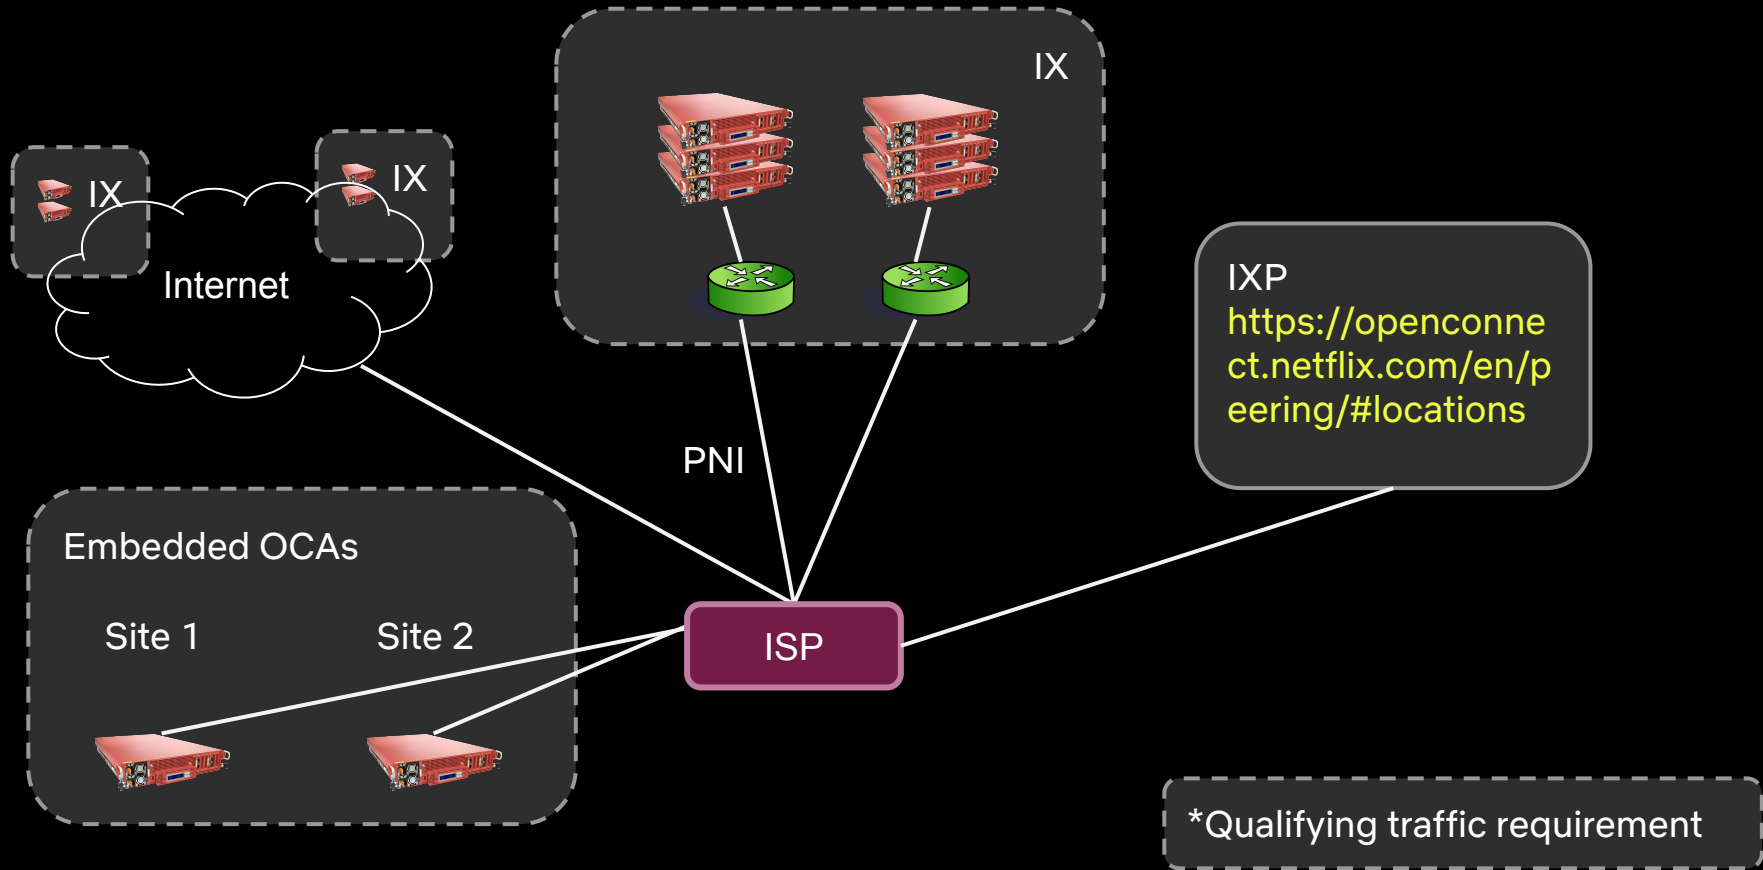 IX
IX
IX
Internet
IXP
https://openconne
ct.netflix.com/en/p
eering/#locations
PNI
Embedded OCAs
Site 1
Site 2
ISP
*Qualifying traffic requirement